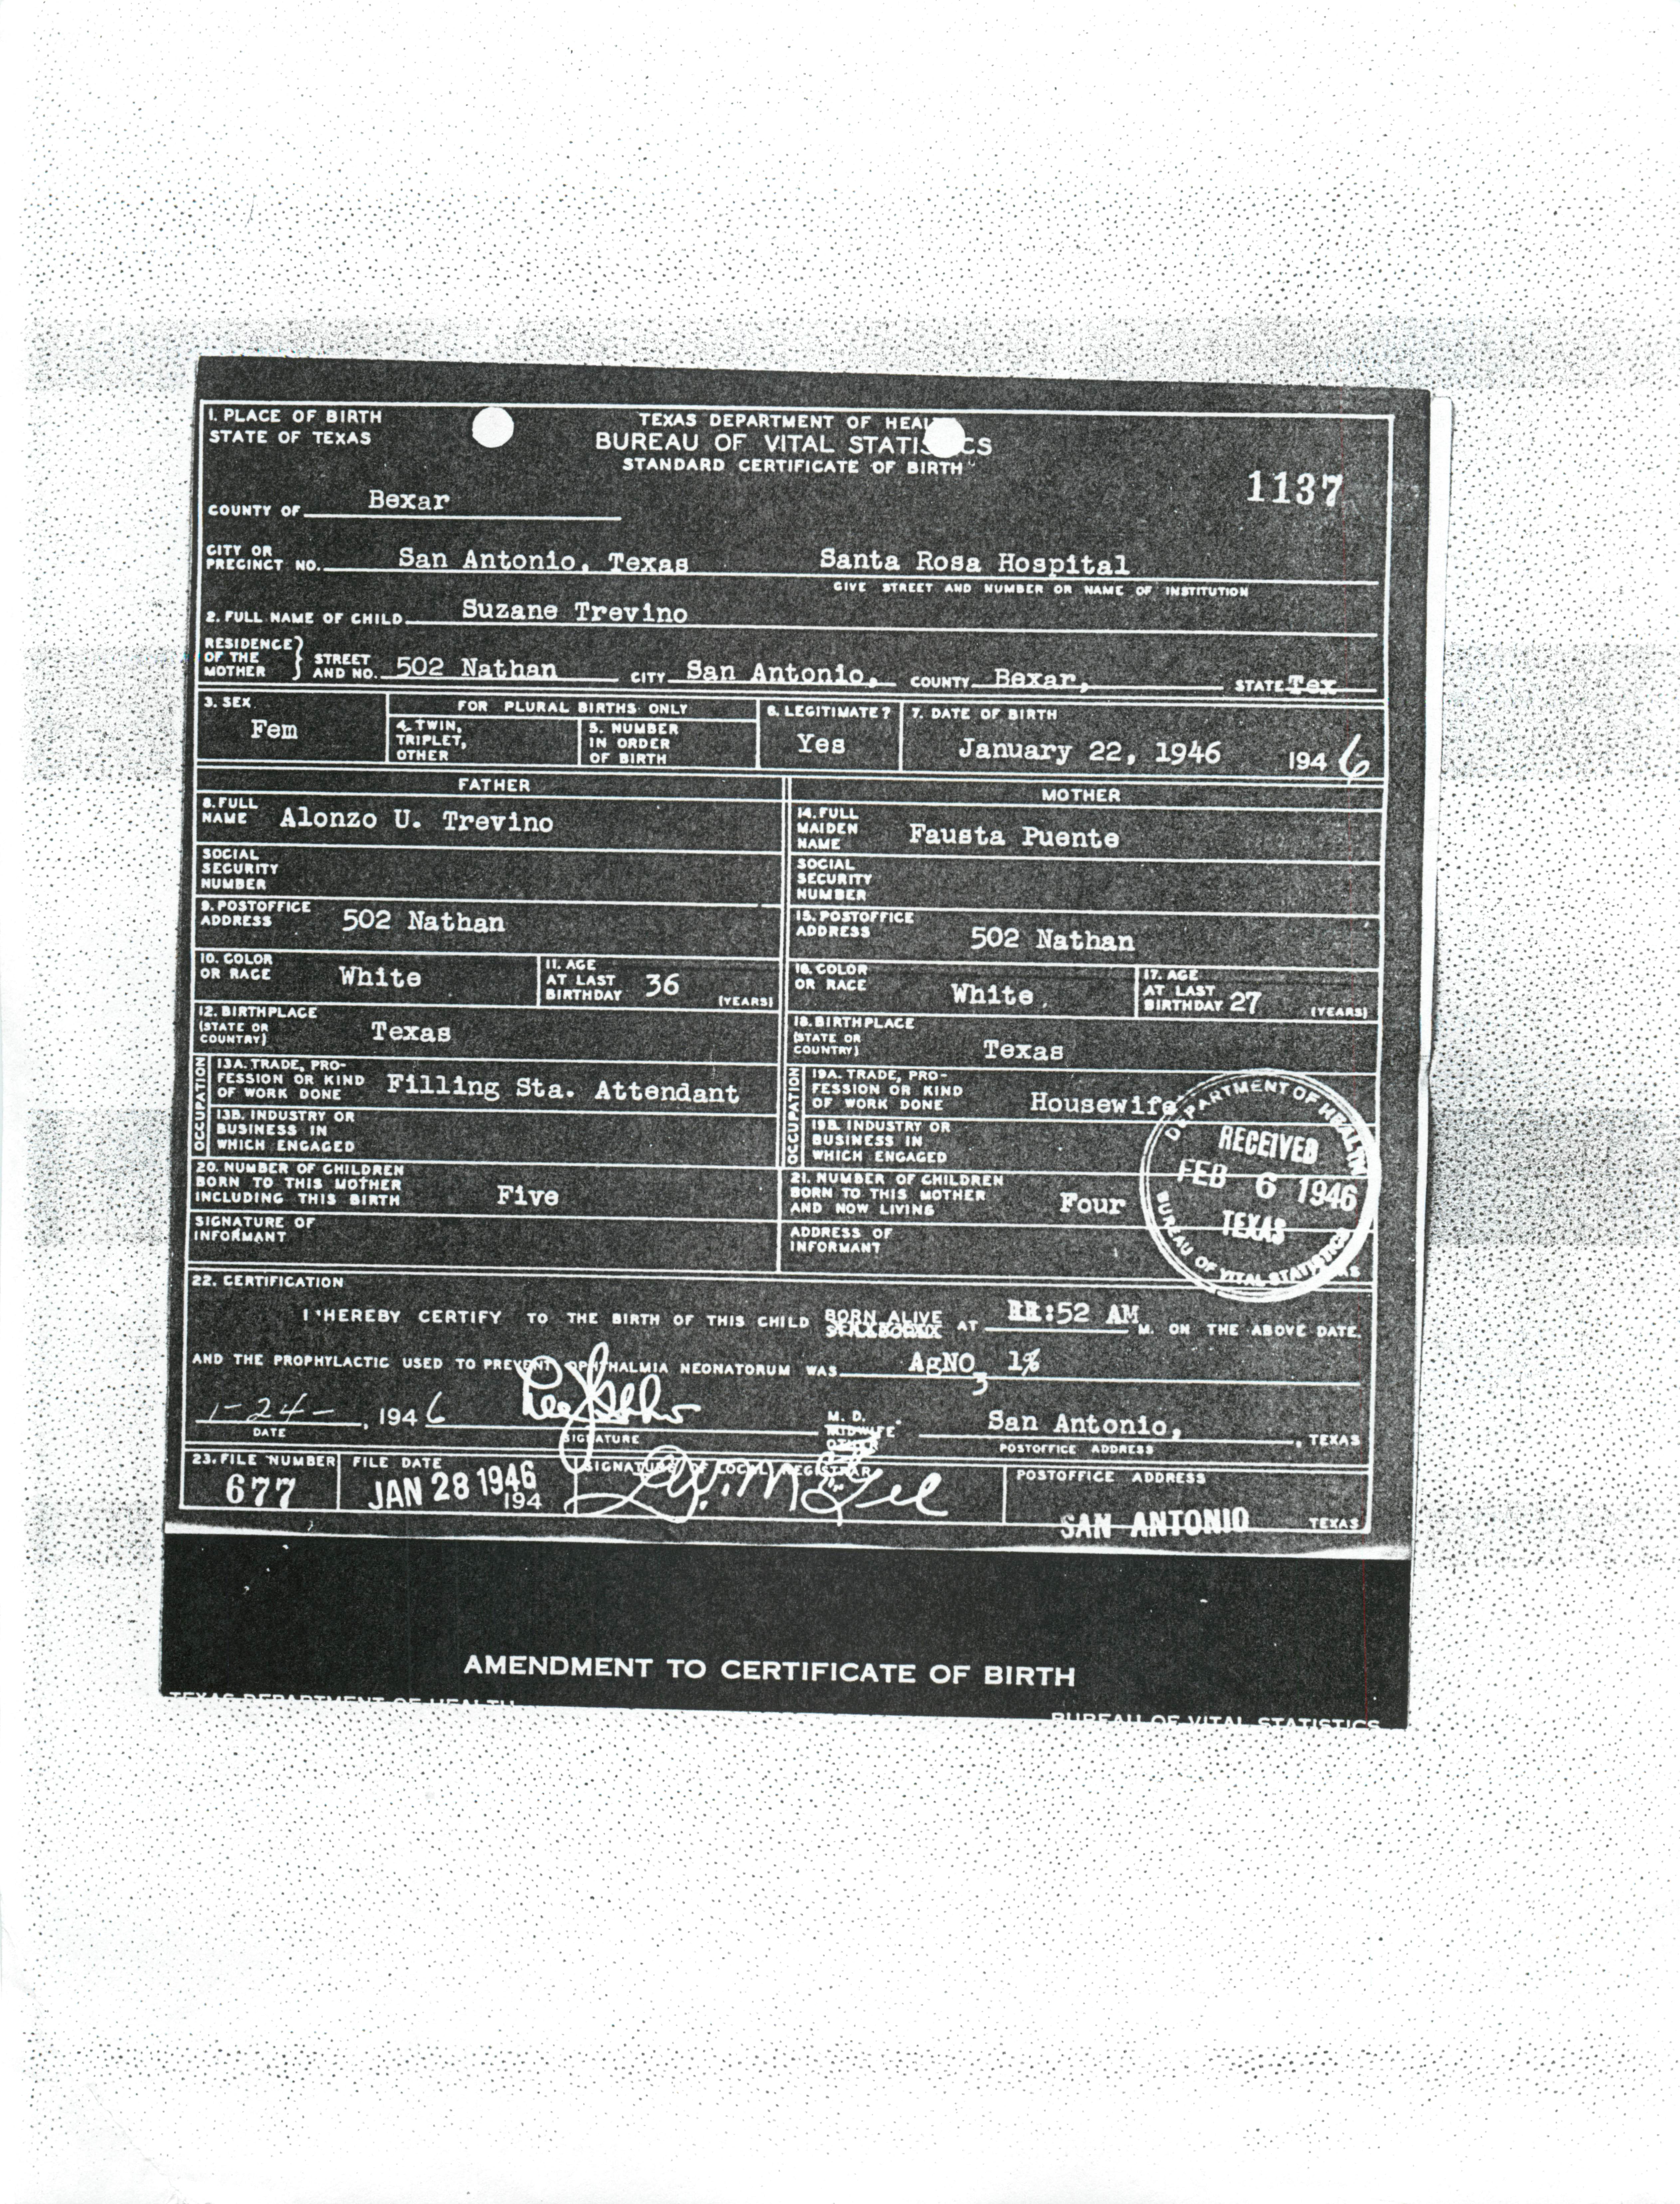 1. PLACE OF BIRTH
STATE OF TEXAS
TEXAS DEPARTMENT OF HEAL
BUREAU OF VITAL STATIS CS
STANDARD CERTIFICATE OF BIRTH
1137
COUNTY OF Bexar
CITY OR PRECINCT NO. San Antonio, Texas Santa Rosa Hospital
GIVE STREET AND NUMBER OR NAME OF INSTITUTION
2. FULL NAME OF CHILD Suzane Trevino
RESIDENCE OF THE MOTHER } STREET AND NO. 502 Nathan CITY San Antonio, COUNTY Bexar, STATE Tex
3. SEX Fem
FOR PLURAL BIRTHS ONLY
4. TWIN, TRIPLET, OTHER
5. NUMBER IN ORDER OF BIRTH
6. LEGITIMATE? Yes
7. DATE OF BIRTH January 22, 1946 194 6
FATHER
8. FULL NAME Alonzo U. Trevino
SOCIAL SECURITY NUMBER
9. POSTOFFICE ADDRESS 502 Nathan
10. COLOR OR RACE White
11. AGE AT LAST BIRTHDAY 36 (YEARS)
12. BIRTHPLACE (STATE OR COUNTRY) Texas
OCCUPATION
13A. TRADE, PROFESSION OR KIND OF WORK DONE Filling Sta. Attendant
13B. INDUSTRY OR BUSINESS IN WHICH ENGAGED
MOTHER
14. FULL MAIDEN NAME Fausta Puente
SOCIAL SECURITY NUMBER
15. POSTOFFICE ADDRESS 502 Nathan
16. COLOR OR RACE White
17. AGE AT LAST BIRTHDAY 27 (YEARS)
18. BIRTHPLACE (STATE OR COUNTRY) Texas
OCCUPATION
19A. TRADE, PROFESSION OR KIND OF WORK DONE Housewife
19B. INDUSTRY OR BUSINESS IN WHICH ENGAGED
20. NUMBER OF CHILDREN BORN TO THIS MOTHER INCLUDING THIS BIRTH Five
21. NUMBER OF CHILDREN BORN TO THIS MOTHER AND NOW LIVING Four
DEPARTMENT OF HEALTH
RECEIVED
FEB 6 1946
TEXAS
BUREAU OF VITAL STATISTICS
SIGNATURE OF INFORMANT
ADDRESS OF INFORMANT
22. CERTIFICATION
I HEREBY CERTIFY TO THE BIRTH OF THIS CHILD BORN ALIVE AT :52 AM M. ON THE ABOVE DATE.
AND THE PROPHYLACTIC USED TO PREVENT OPHTHALMIA NEONATORUM WAS AgNO3 1%
1-24-, 194 6
DATE
SIGNATURE
M. D.
MIDWIFE
OTHER
San Antonio, , TEXAS
POSTOFFICE ADDRESS
23. FILE NUMBER 677
FILE DATE JAN 28 1946 194
SIGNATURE OF LOCAL REGISTRAR
POSTOFFICE ADDRESS
SAN ANTONIO TEXAS
AMENDMENT TO CERTIFICATE OF BIRTH
TEXAS DEPARTMENT OF HEALTH
BUREAU OF VITAL STATISTICS